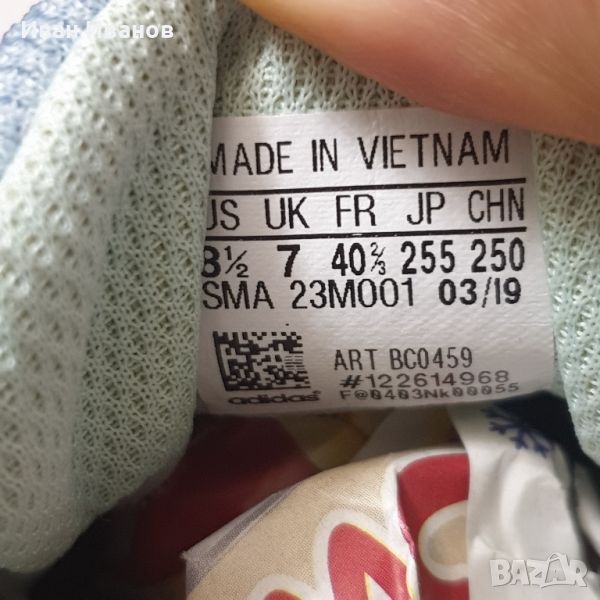 Иван Иванов
MADE IN VIETNAM
US UK FR JP CHN
8½ 7 40⅔ 255 250
SMA 23M001 03/19
ART BC0459
#122614968
adidas F@0403Nk00055
BAZAR